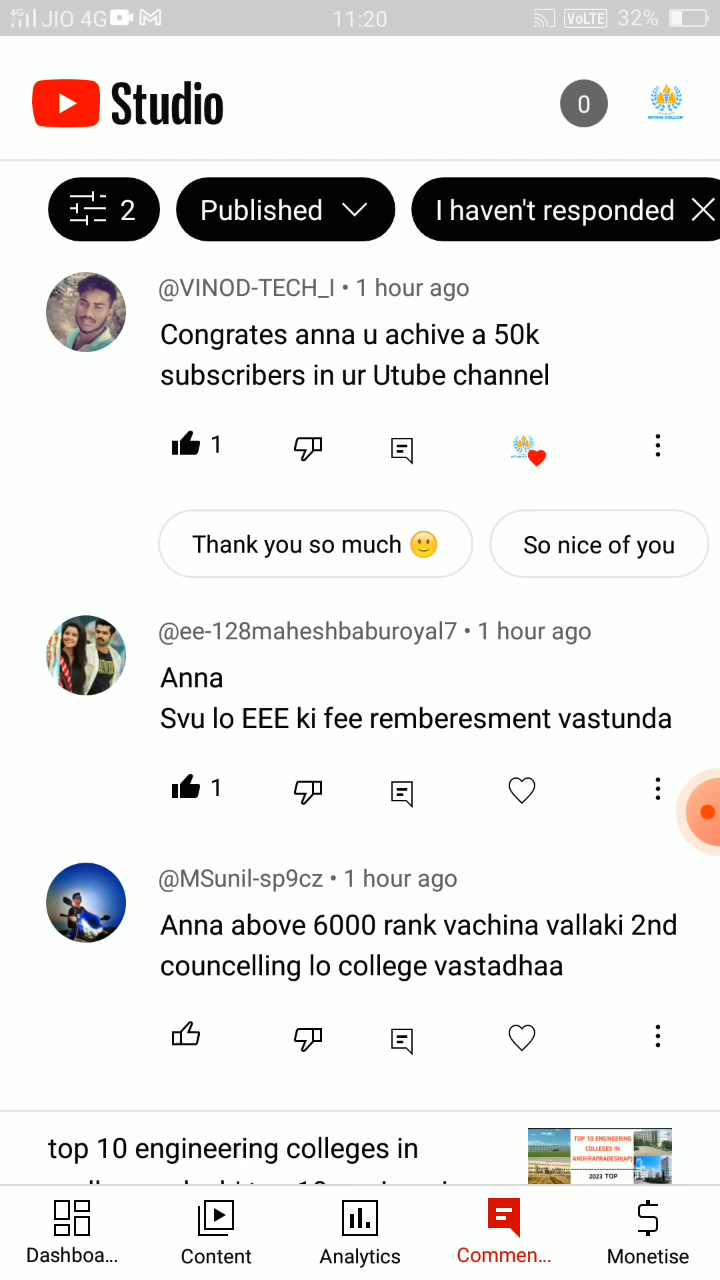 4G JIO 4G 11:20 VoLTE 32%
Studio
0
2 Published I haven't responded
@VINOD-TECH_I • 1 hour ago
Congrates anna u achive a 50k
subscribers in ur Utube channel
1
Thank you so much 🙂 So nice of you
@ee-128maheshbaburoyal7 • 1 hour ago
Anna
Svu lo EEE ki fee remberesment vastunda
1
@MSunil-sp9cz • 1 hour ago
Anna above 6000 rank vachina vallaki 2nd
councelling lo college vastadhaa
top 10 engineering colleges in
TOP 10 ENGINEERING
COLLEGES IN
ANDHRAPRADESH(AP)
2023 TOP
Dashboa... Content Analytics Commen... Monetise